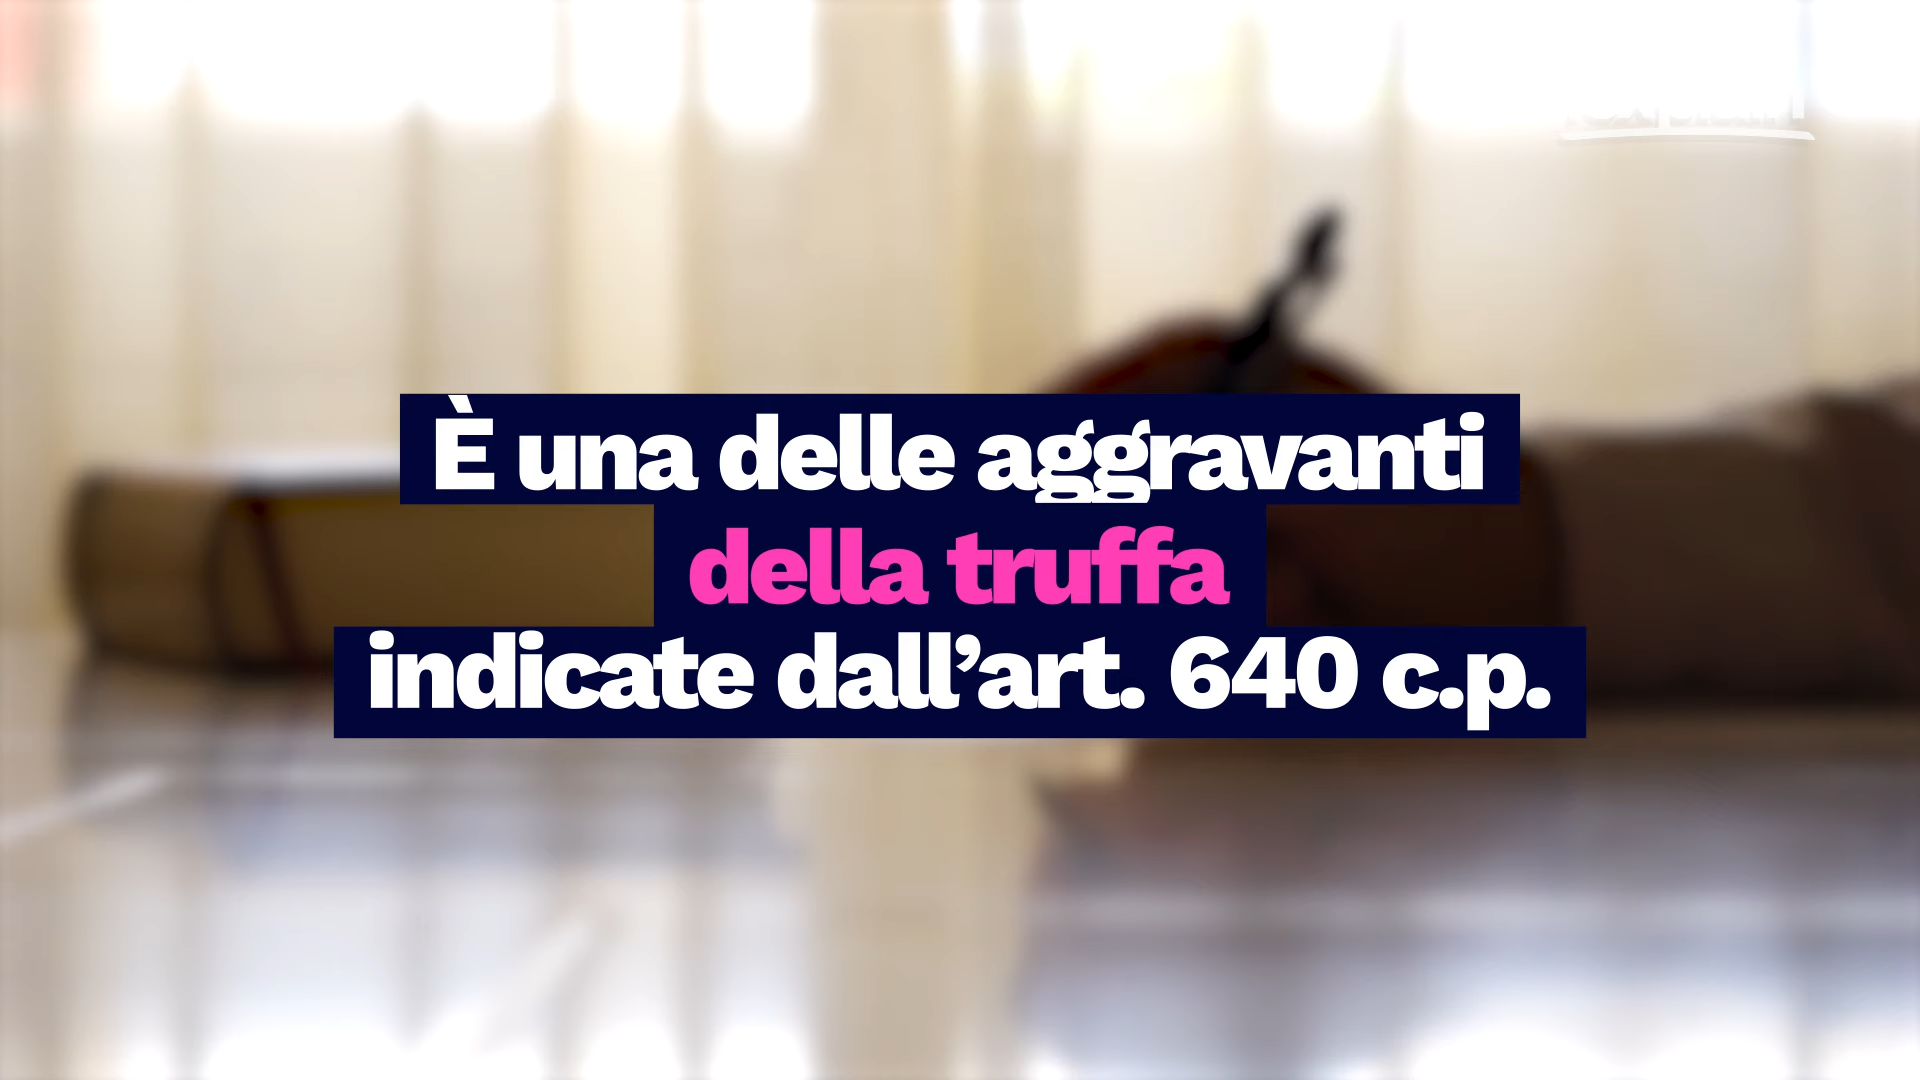 È una delle aggravanti
della truffa
indicate dall’art. 640 c.p.